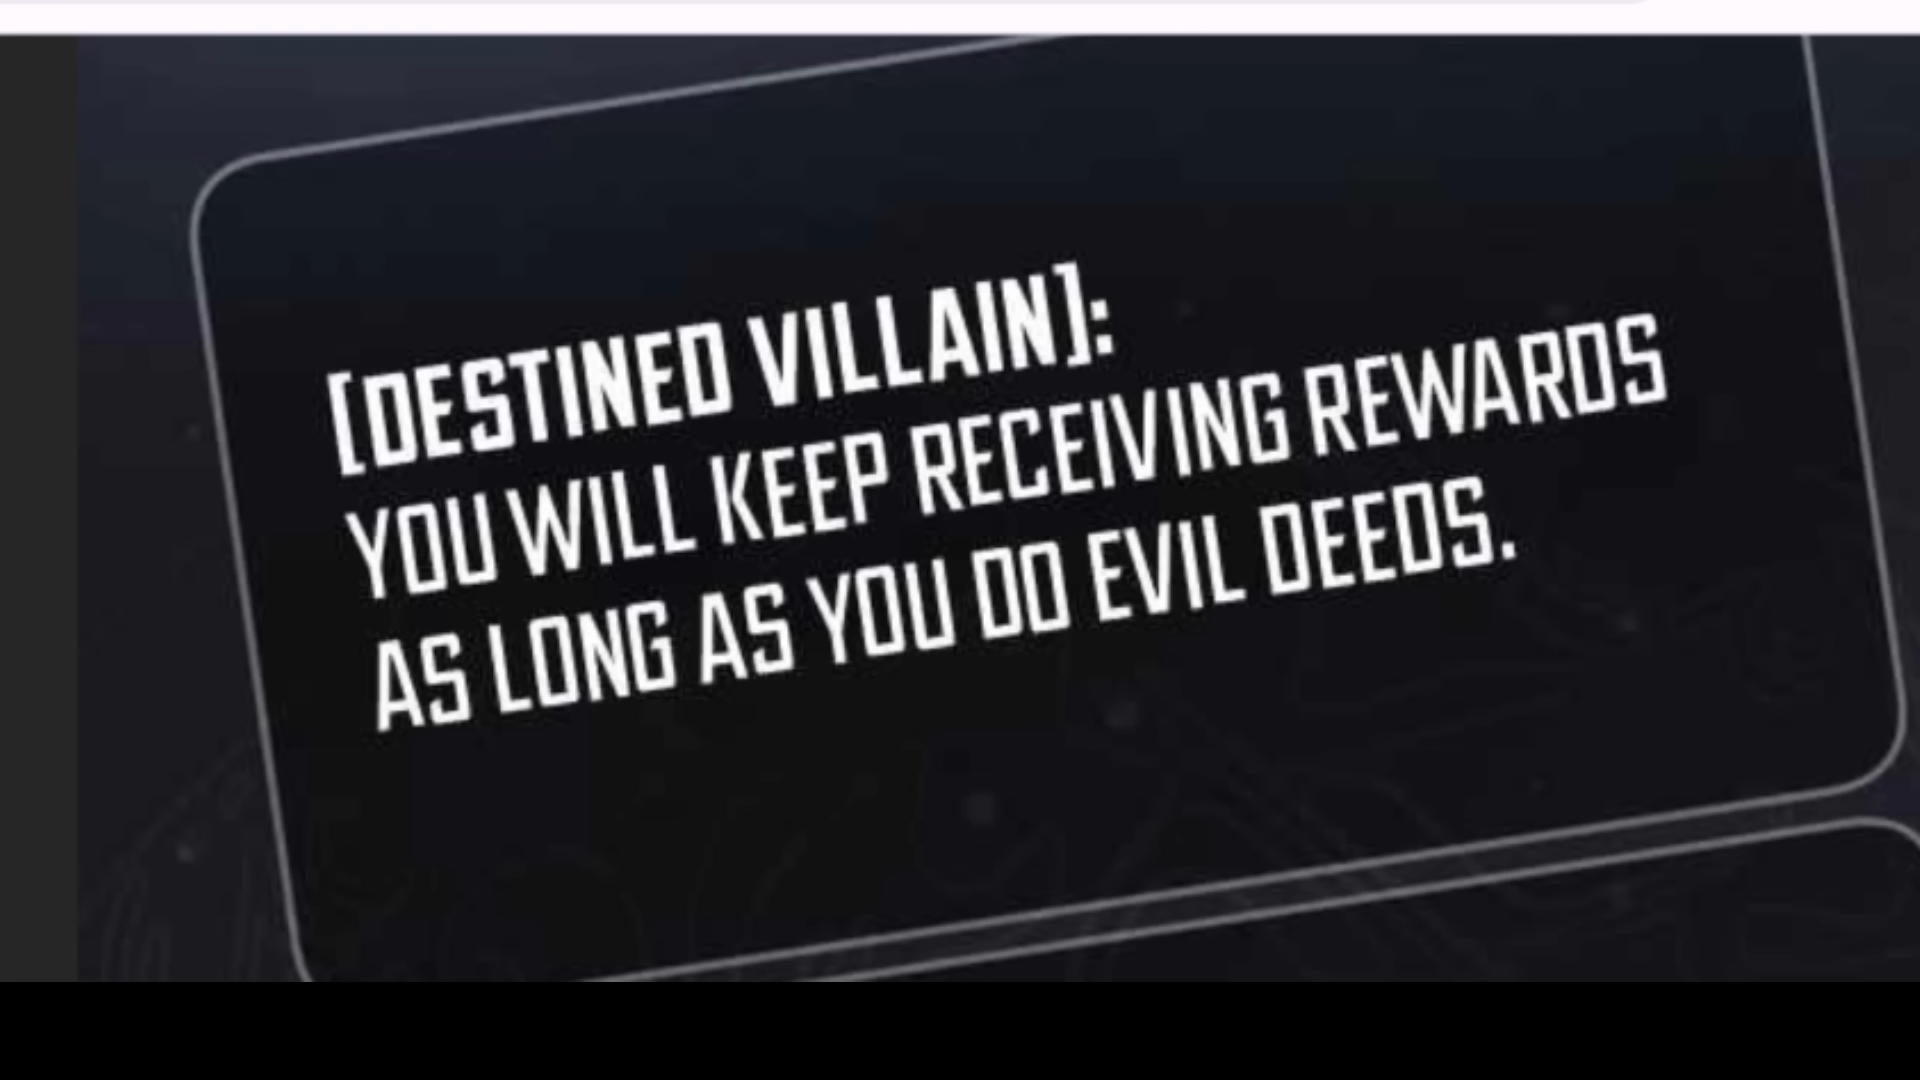 [DESTINED VILLAIN]:
YOU WILL KEEP RECEIVING REWARDS
AS LONG AS YOU DO EVIL DEEDS.